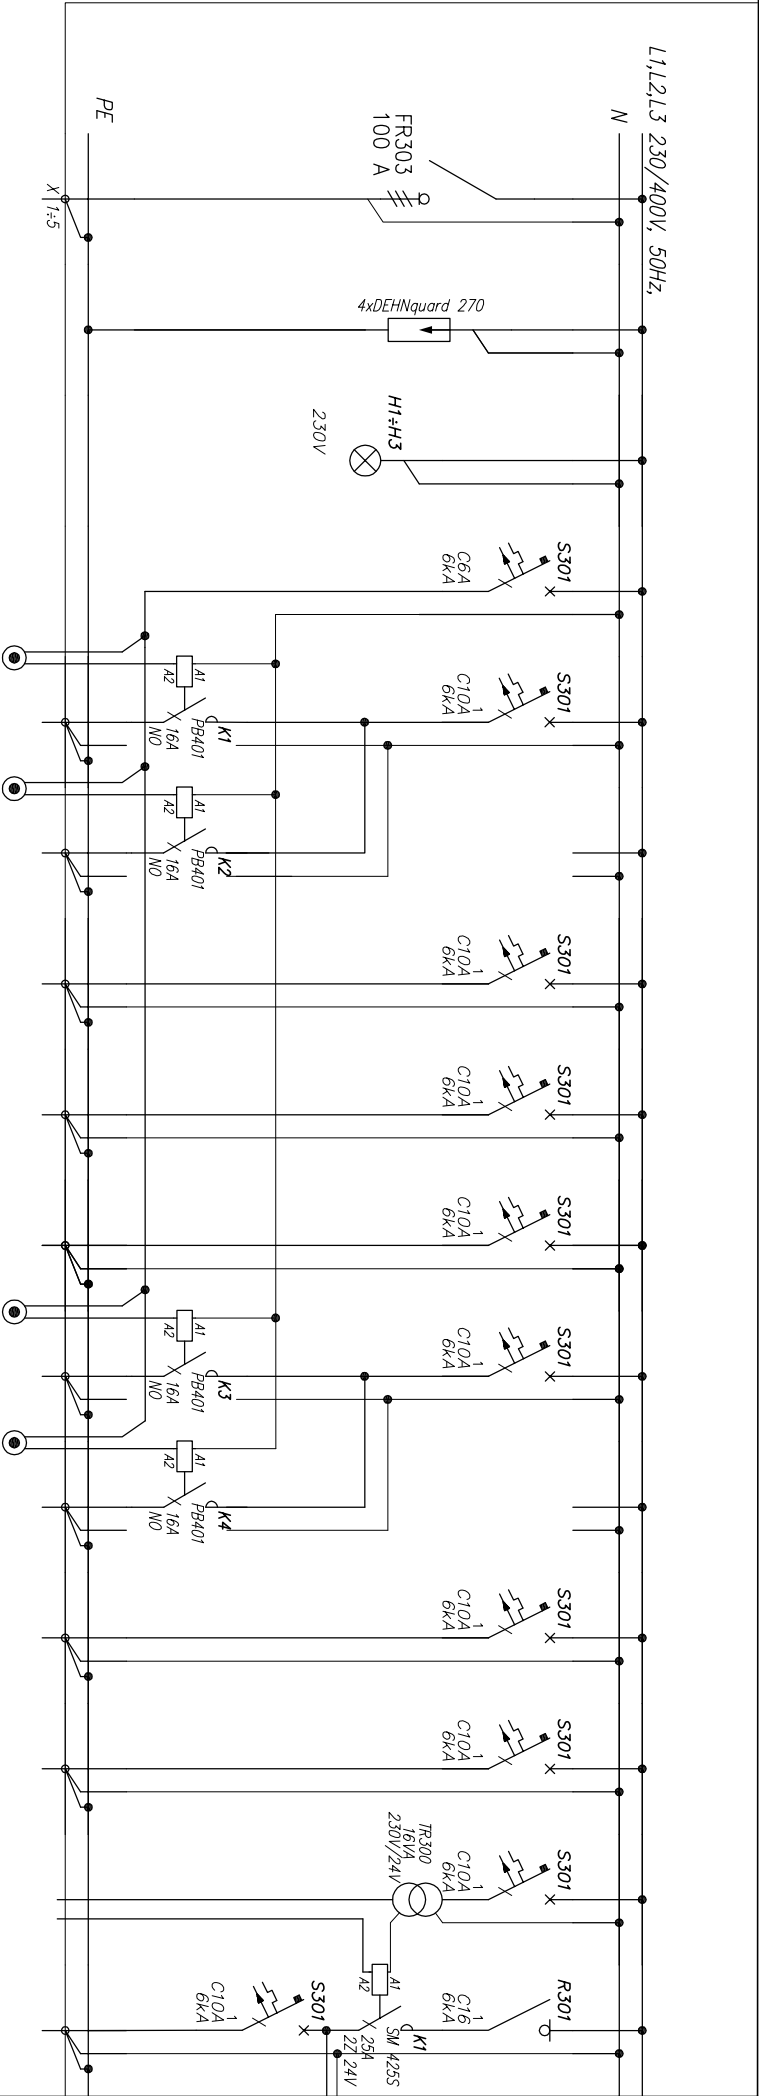 L1,L2,L3 230/400V, 50Hz,
N
PE
FR303
100 A
X 1÷5
4xDEHNquard 270
H1÷H3
230V
S301
C6A
6kA
A1
A2
S301
C10A 1
6kA
K1
PB401
16A
NO
A1
A2
K2
PB401
16A
NO
S301
C10A 1
6kA
S301
C10A 1
6kA
S301
C10A 1
6kA
A1
A2
S301
C10A 1
6kA
K3
PB401
16A
NO
A1
A2
K4
PB401
16A
NO
S301
C10A 1
6kA
S301
C10A 1
6kA
S301
C10A 1
6kA
TR300
16VA
230V/24V
A1
A2
R301
C16 1
6kA
K1
SM 425S
25A
2Z 24V
S301
C10A 1
6kA